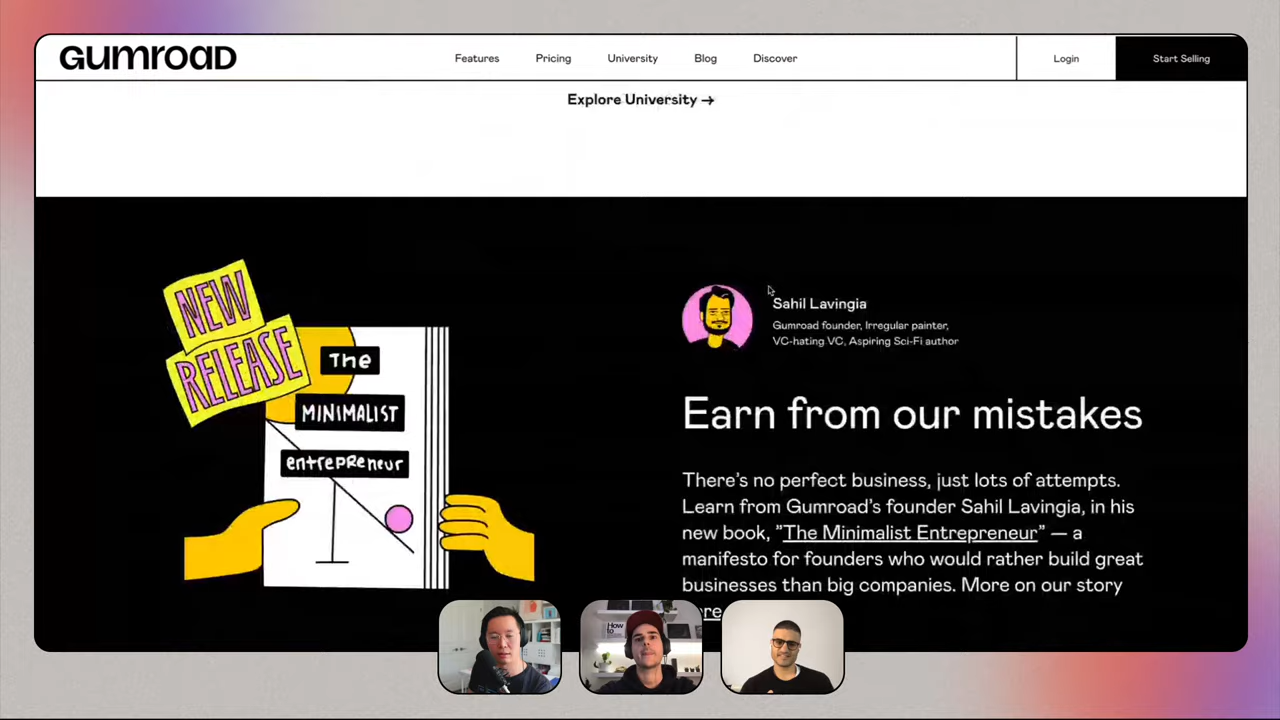 GUMROAD
Features
Pricing
University
Blog
Discover
Login
Start Selling
Explore University →
NEW
RELEASE
The
MINIMALIST
entrePreneur
Sahil Lavingia
Gumroad founder, Irregular painter,
VC-hating VC, Aspiring Sci-Fi author
Earn from our mistakes
There's no perfect business, just lots of attempts.
Learn from Gumroad's founder Sahil Lavingia, in his
new book, "The Minimalist Entrepreneur" — a
manifesto for founders who would rather build great
businesses than big companies. More on our story
How
to